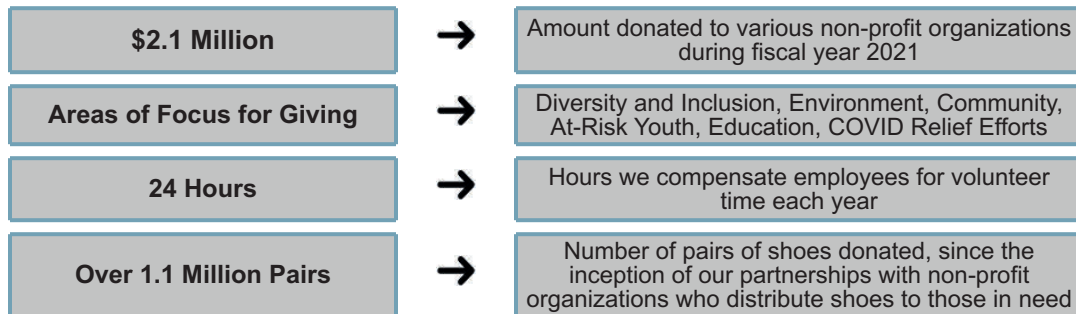 $2.1 Million
Amount donated to various non-profit organizations
during fiscal year 2021
Areas of Focus for Giving
Diversity and Inclusion, Environment, Community,
At-Risk Youth, Education, COVID Relief Efforts
24 Hours
Hours we compensate employees for volunteer
time each year
Over 1.1 Million Pairs
Number of pairs of shoes donated, since the
inception of our partnerships with non-profit
organizations who distribute shoes to those in need